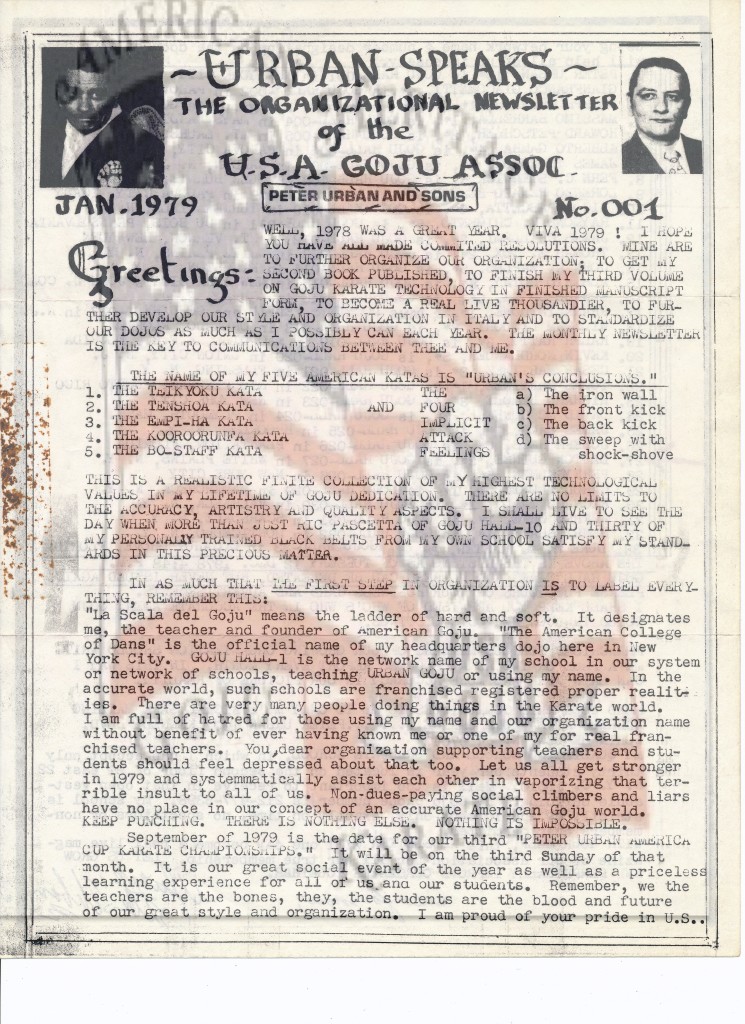 AMERICAN
HERITAGE
~URBAN-SPEAKS~
THE ORGANIZATIONAL NEWSLETTER
of the
U.S.A. GOJU ASSOC.
JAN.1979
PETER URBAN AND SONS
No.001
Greetings:
WELL, 1978 WAS A GREAT YEAR. VIVA 1979 ! I HOPE
YOU HAVE ALL MADE COMMITED RESOLUTIONS. MINE ARE
TO FURTHER ORGANIZE OUR ORGANIZATION; TO GET MY
SECOND BOOK PUBLISHED, TO FINISH MY THIRD VOLUME
ON GOJU KARATE TECHNOLOGY IN FINISHED MANUSCRIPT
FORM, TO BECOME A REAL LIVE THOUSANDIER, TO FUR-
THER DEVELOP OUR STYLE AND ORGANIZATION IN ITALY AND TO STANDARDIZE
OUR DOJOS AS MUCH AS I POSSIBLY CAN EACH YEAR. THE MONTHLY NEWSLETTER
IS THE KEY TO COMMUNICATIONS BETWEEN THEE AND ME.
THE NAME OF MY FIVE AMERICAN KATAS IS "URBAN'S CONCLUSIONS."
1. THE TEIKYOKU KATA THE a) The iron wall
2. THE TENSHOA KATA AND FOUR b) The front kick
3. THE EMPI-HA KATA IMPLICIT c) The back kick
4. THE KOOROORUNFA KATA ATTACK d) The sweep with
5. THE BO-STAFF KATA FEELINGS shock-shove
THIS IS A REALISTIC FINITE COLLECTION OF MY HIGHEST TECHNOLOGICAL
VALUES IN MY LIFETIME OF GOJU DEDICATION. THERE ARE NO LIMITS TO
THE ACCURACY, ARTISTRY AND QUALITY ASPECTS. I SHALL LIVE TO SEE THE
DAY WHEN MORE THAN JUST RIC PASCETTA OF GOJU HALL-10 AND THIRTY OF
MY PERSONALLY TRAINED BLACK BELTS FROM MY OWN SCHOOL SATISFY MY STAND-
ARDS IN THIS PRECIOUS MATTER.
IN AS MUCH THAT THE FIRST STEP IN ORGANIZATION IS TO LABEL EVERY-
THING, REMEMBER THIS:
"La Scala del Goju" means the ladder of hard and soft. It designates
me, the teacher and founder of American Goju. "The American College
of Dans" is the official name of my headquarters dojo here in New
York City. GOJU HALL-1 is the network name of my school in our system
or network of schools, teaching URBAN GOJU or using my name. In the
accurate world, such schools are franchised registered proper realit-
ies. There are very many people doing things in the Karate world.
I am full of hatred for those using my name and our organization name
without benefit of ever having known me or one of my for real fran-
chised teachers. You,dear organization supporting teachers and stu-
dents should feel depressed about that too. Let us all get stronger
in 1979 and systemmatically assist each other in vaporizing that ter-
rible insult to all of us. Non-dues-paying social climbers and liars
have no place in our concept of an accurate American Goju world.
KEEP PUNCHING. THERE IS NOTHING ELSE. NOTHING IS IMPOSSIBLE.
September of 1979 is the date for our third "PETER URBAN AMERICA
CUP KARATE CHAMPIONSHIPS." It will be on the third Sunday of that
month. It is our great social event of the year as well as a priceless
learning experience for all of us and our students. Remember, we the
teachers are the bones, they, the students are the blood and future
of our great style and organization. I am proud of your pride in U.S..